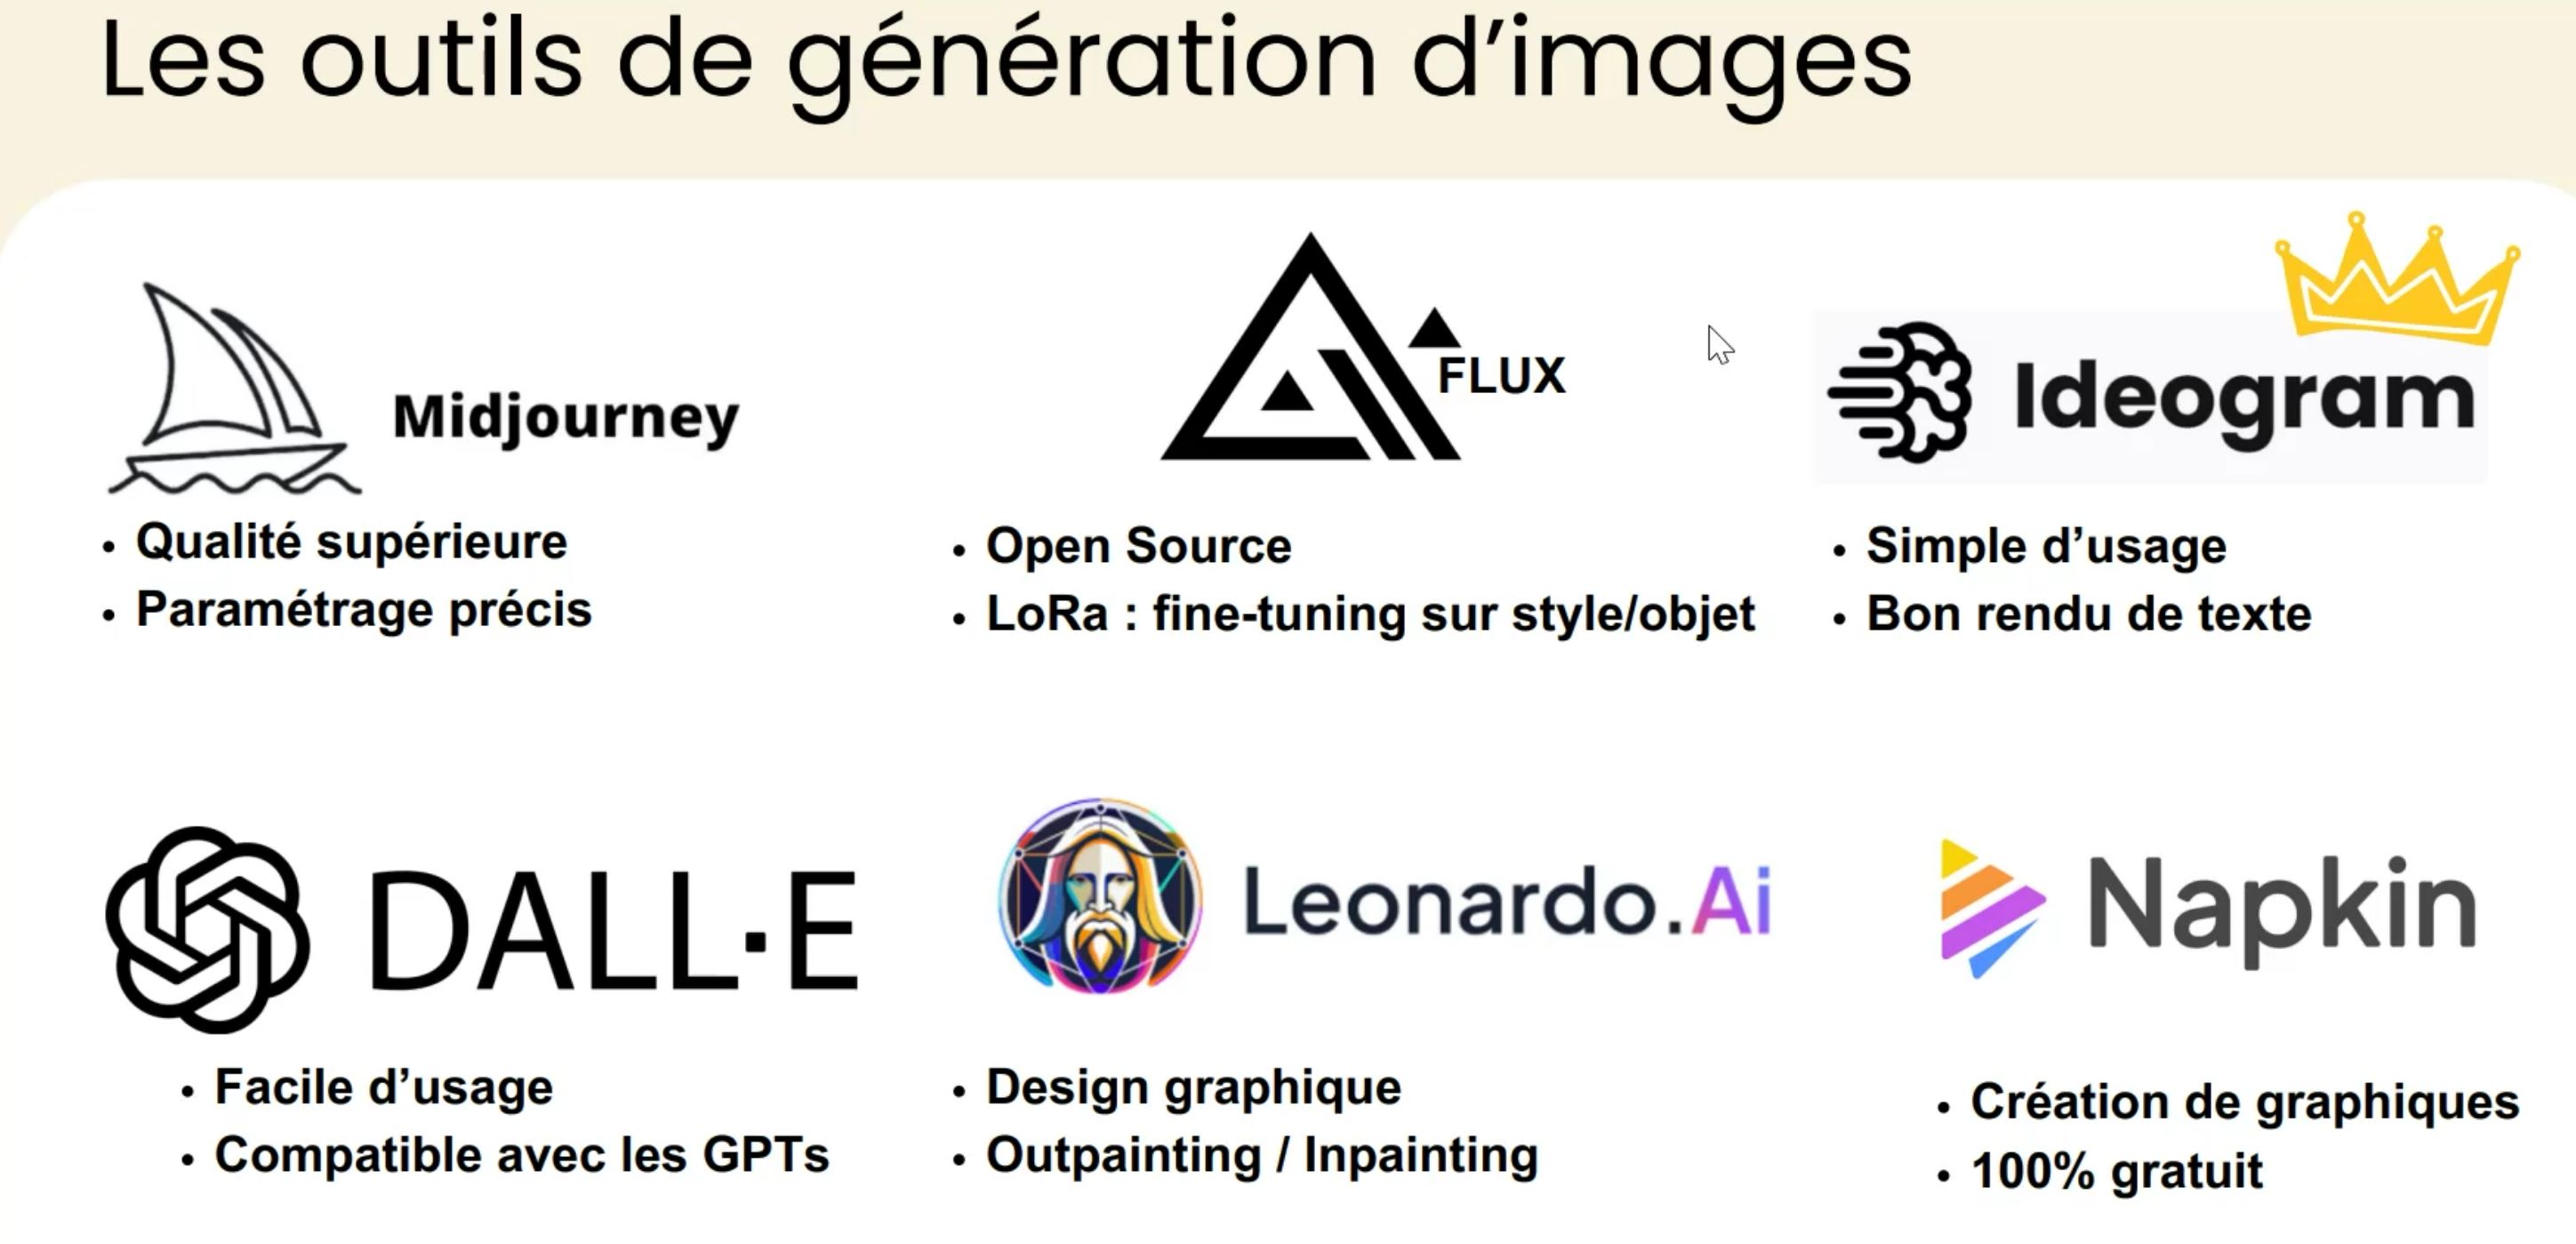 Les outils de génération d’images
Midjourney
• Qualité supérieure
• Paramétrage précis
FLUX
• Open Source
• LoRa : fine-tuning sur style/objet
Ideogram
• Simple d’usage
• Bon rendu de texte
DALL·E
• Facile d’usage
• Compatible avec les GPTs
Leonardo.Ai
• Design graphique
• Outpainting / Inpainting
Napkin
• Création de graphiques
• 100% gratuit